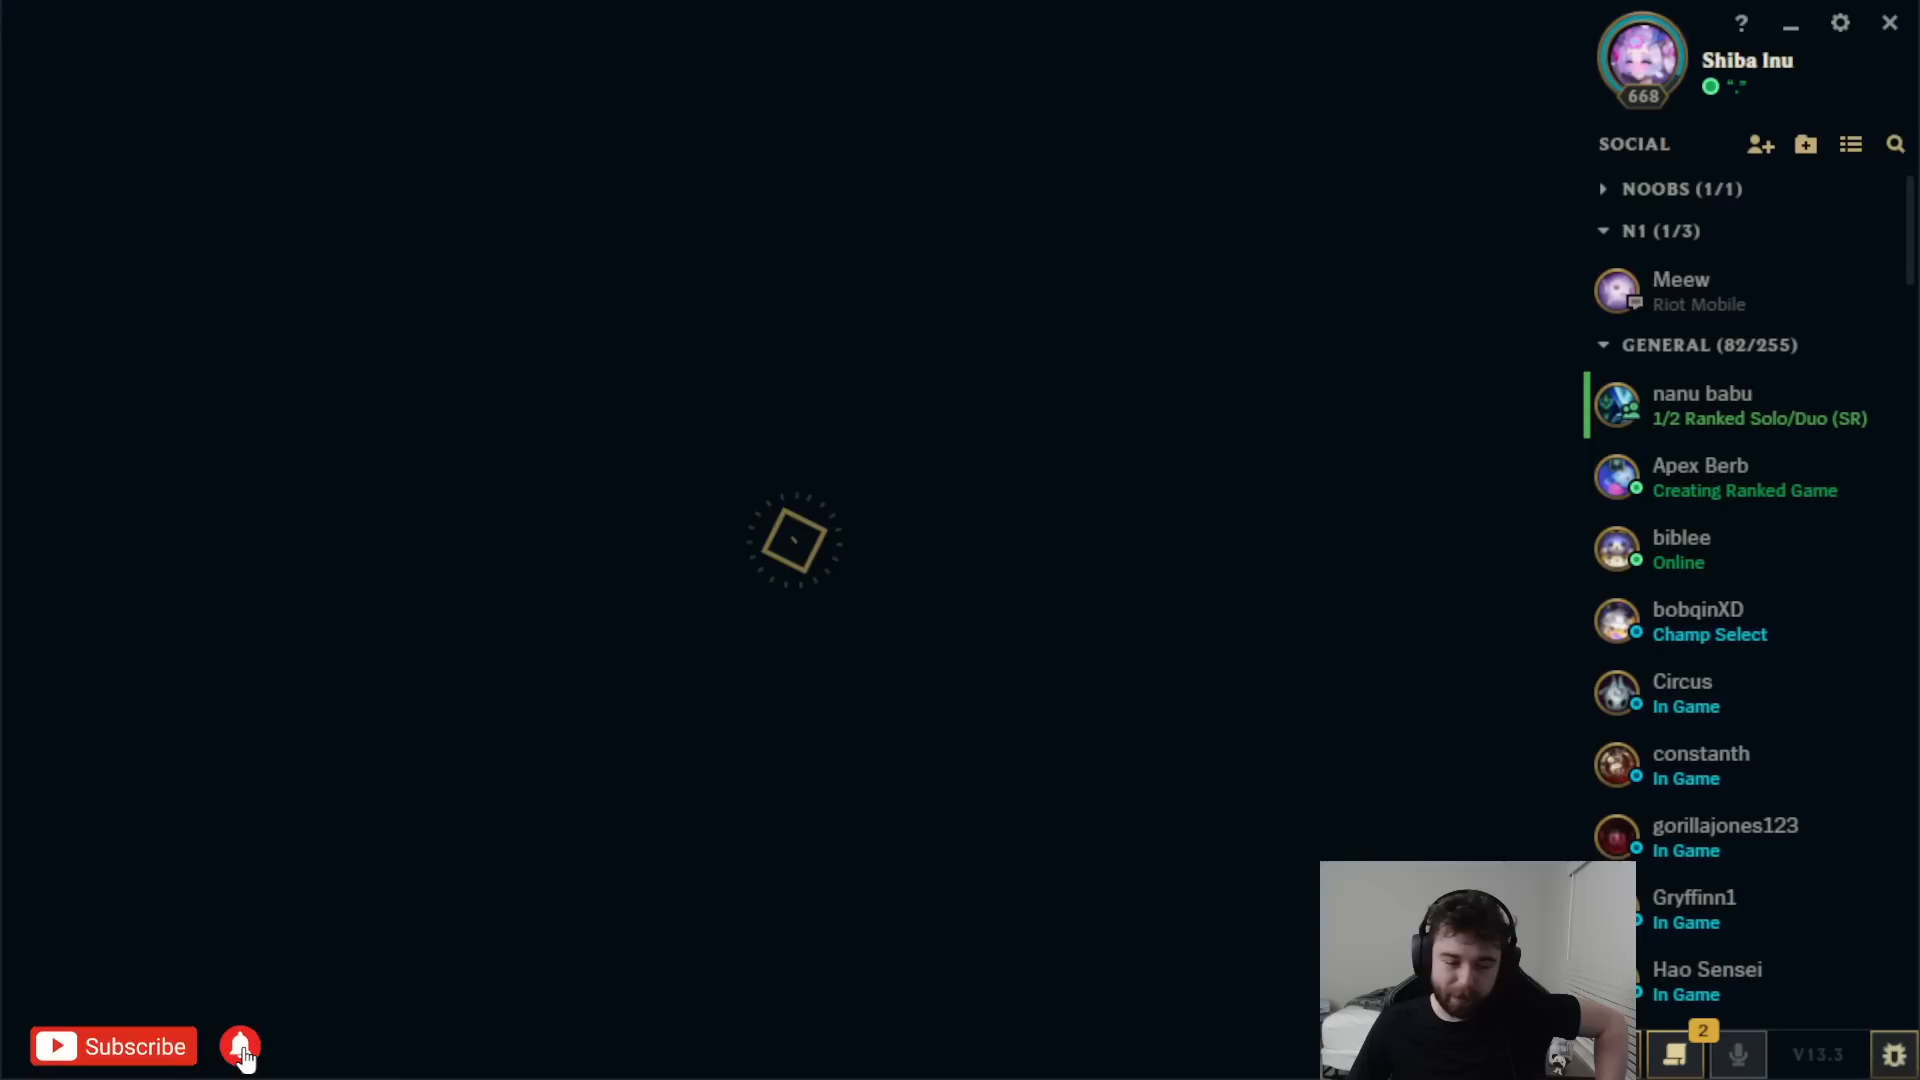 ?
Shiba Inu
"."
668
SOCIAL
NOOBS (1/1)
N1 (1/3)
Meew
Riot Mobile
GENERAL (82/255)
nanu babu
1/2 Ranked Solo/Duo (SR)
Apex Berb
Creating Ranked Game
biblee
Online
bobqinXD
Champ Select
Circus
In Game
constanth
In Game
gorillajones123
In Game
Gryffinn1
In Game
Hao Sensei
In Game
2
V13.3
Subscribe